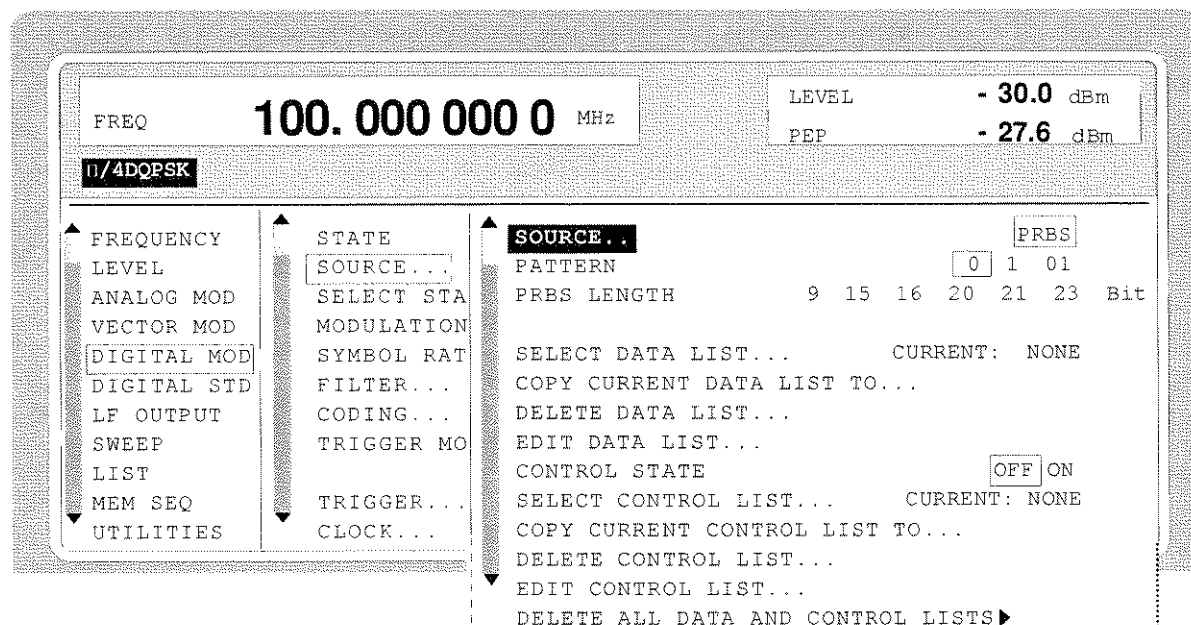 FREQ 100. 000 000 0 MHz
LEVEL - 30.0 dBm
PEP - 27.6 dBm
π/4DQPSK
FREQUENCY
LEVEL
ANALOG MOD
VECTOR MOD
DIGITAL MOD
DIGITAL STD
LF OUTPUT
SWEEP
LIST
MEM SEQ
UTILITIES
STATE
SOURCE...
SELECT STA
MODULATION
SYMBOL RAT
FILTER...
CODING...
TRIGGER MO
TRIGGER...
CLOCK...
SOURCE.. PRBS
PATTERN 0 1 01
PRBS LENGTH 9 15 16 20 21 23 Bit
SELECT DATA LIST... CURRENT: NONE
COPY CURRENT DATA LIST TO...
DELETE DATA LIST...
EDIT DATA LIST...
CONTROL STATE OFF ON
SELECT CONTROL LIST... CURRENT: NONE
COPY CURRENT CONTROL LIST TO...
DELETE CONTROL LIST...
EDIT CONTROL LIST...
DELETE ALL DATA AND CONTROL LISTS